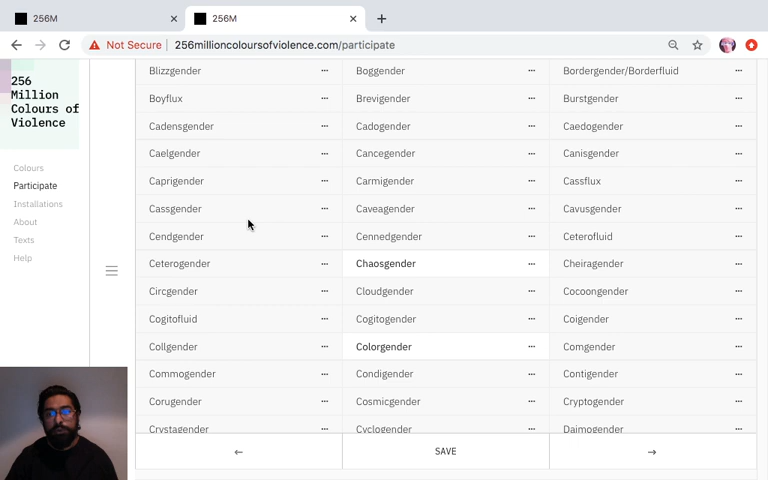 256M × 256M × +
Not Secure 256millioncoloursofviolence.com/participate
256
Million
Colours of
Violence
Colours
Participate
Installations
About
Texts
Help
Blizzgender ··· Boggender ··· Bordergender/Borderfluid ···
Boyflux ··· Brevigender ··· Burstgender ···
Cadensgender ··· Cadogender ··· Caedogender ···
Caelgender ··· Cancegender ··· Canisgender ···
Caprigender ··· Carmigender ··· Cassflux ···
Cassgender ··· Caveagender ··· Cavusgender ···
Cendgender ··· Cennedgender ··· Ceterofluid ···
Ceterogender ··· Chaosgender ··· Cheiragender ···
Circgender ··· Cloudgender ··· Cocoongender ···
Cogitofluid ··· Cogitogender ··· Coigender ···
Collgender ··· Colorgender ··· Comgender ···
Commogender ··· Condigender ··· Contigender ···
Corugender ··· Cosmicgender ··· Cryptogender ···
Crystagender ··· Cyclogender ··· Daimogender ···
← SAVE →